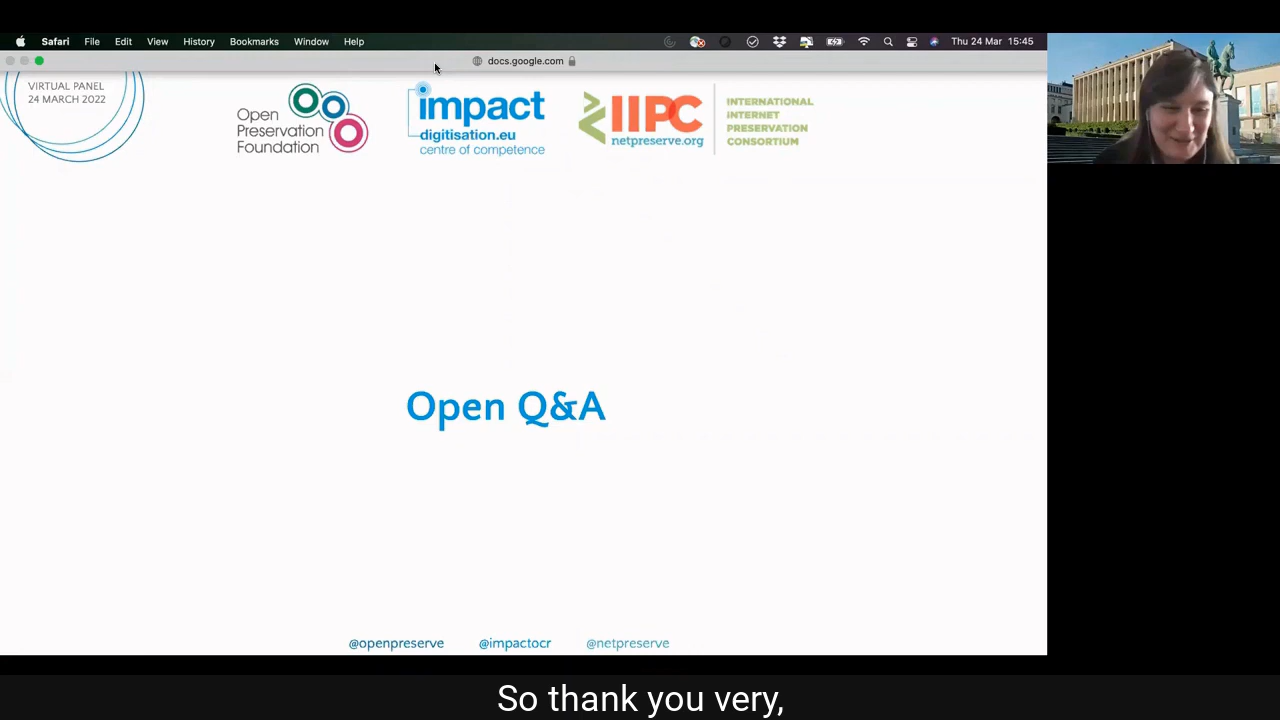 Safari File Edit View History Bookmarks Window Help Thu 24 Mar 15:45
docs.google.com
VIRTUAL PANEL
24 MARCH 2022
Open
Preservation
Foundation
impact
digitisation.eu
centre of competence
IIPC
netpreserve.org
INTERNATIONAL
INTERNET
PRESERVATION
CONSORTIUM
Open Q&A
@openpreserve @impactocr @netpreserve
So thank you very,